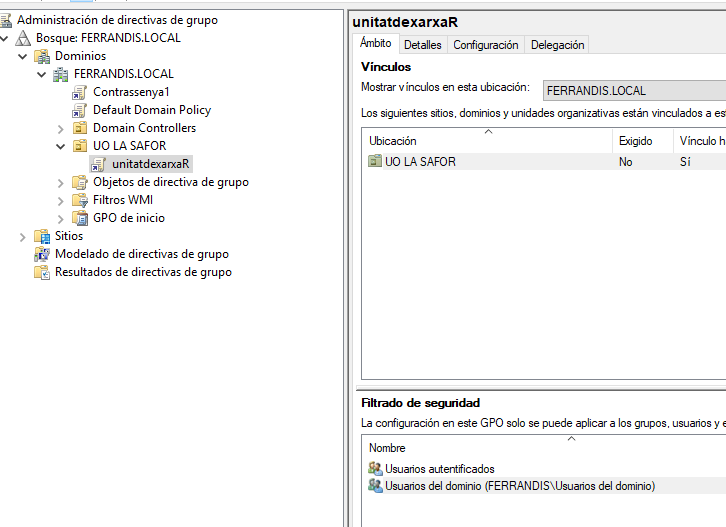 Administración de directivas de grupo
Bosque: FERRANDIS.LOCAL
Dominios
FERRANDIS.LOCAL
Contrassenya1
Default Domain Policy
Domain Controllers
UO LA SAFOR
unitatdexarxaR
Objetos de directiva de grupo
Filtros WMI
GPO de inicio
Sitios
Modelado de directivas de grupo
Resultados de directivas de grupo
unitatdexarxaR
Ámbito Detalles Configuración Delegación
Vínculos
Mostrar vínculos en esta ubicación: FERRANDIS.LOCAL
Los siguientes sitios, dominios y unidades organizativas están vinculados a es
Ubicación Exigido Vínculo h
UO LA SAFOR No Sí
Filtrado de seguridad
La configuración en este GPO solo se puede aplicar a los grupos, usuarios y e
Nombre
Usuarios autentificados
Usuarios del dominio (FERRANDIS\Usuarios del dominio)